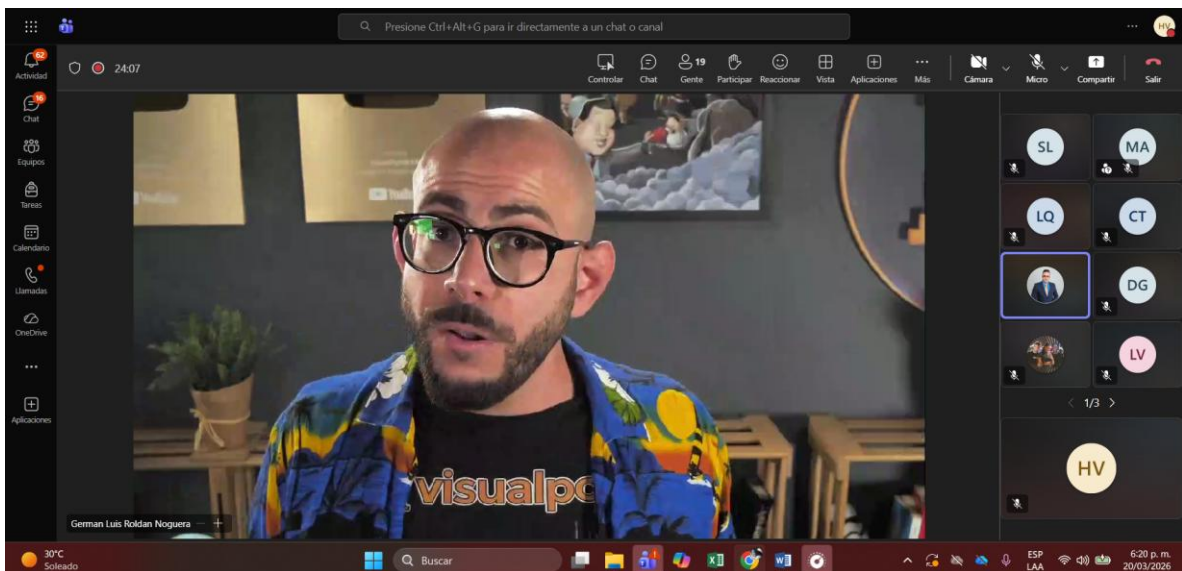 Presione Ctrl+Alt+G para ir directamente a un chat o canal
HV
62
Actividad
24:07
Controlar
Chat
19
Gente
Participar
Reaccionar
Vista
Aplicaciones
Más
Cámara
Micro
Compartir
Salir
16
Chat
Equipos
Tareas
Calendario
Llamadas
OneDrive
Aplicaciones
visualpo
German Luis Roldan Noguera
SL
MA
LQ
CT
DG
LV
1/3
HV
30°C
Soleado
Buscar
ESP
LAA
6:20 p. m.
20/03/2026